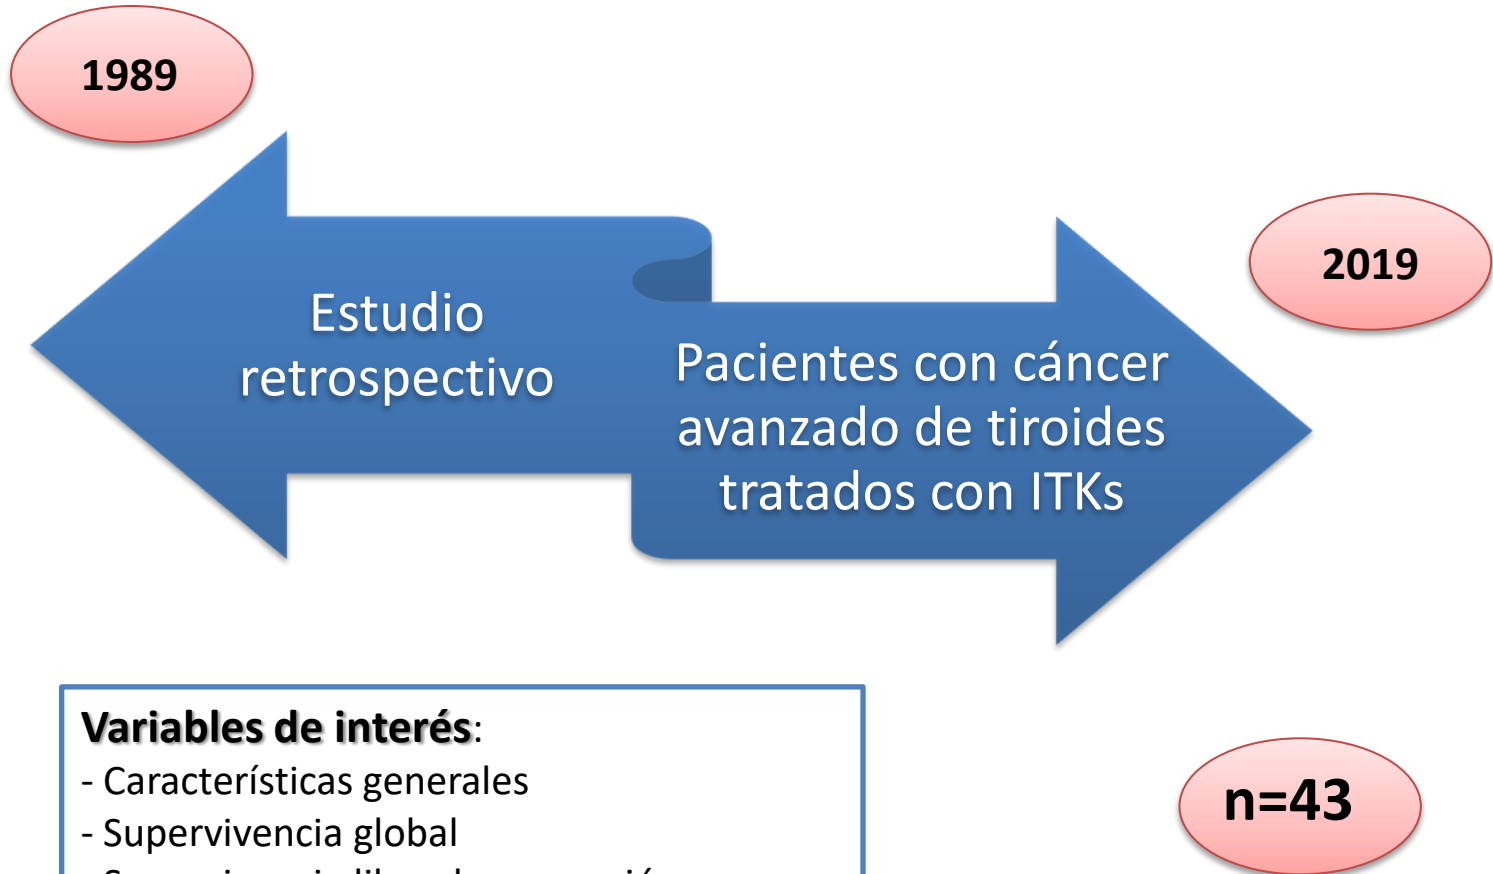 1989
2019
Estudio
retrospectivo
Pacientes con cáncer
avanzado de tiroides
tratados con ITKs
Variables de interés:
- Características generales
- Supervivencia global
n=43